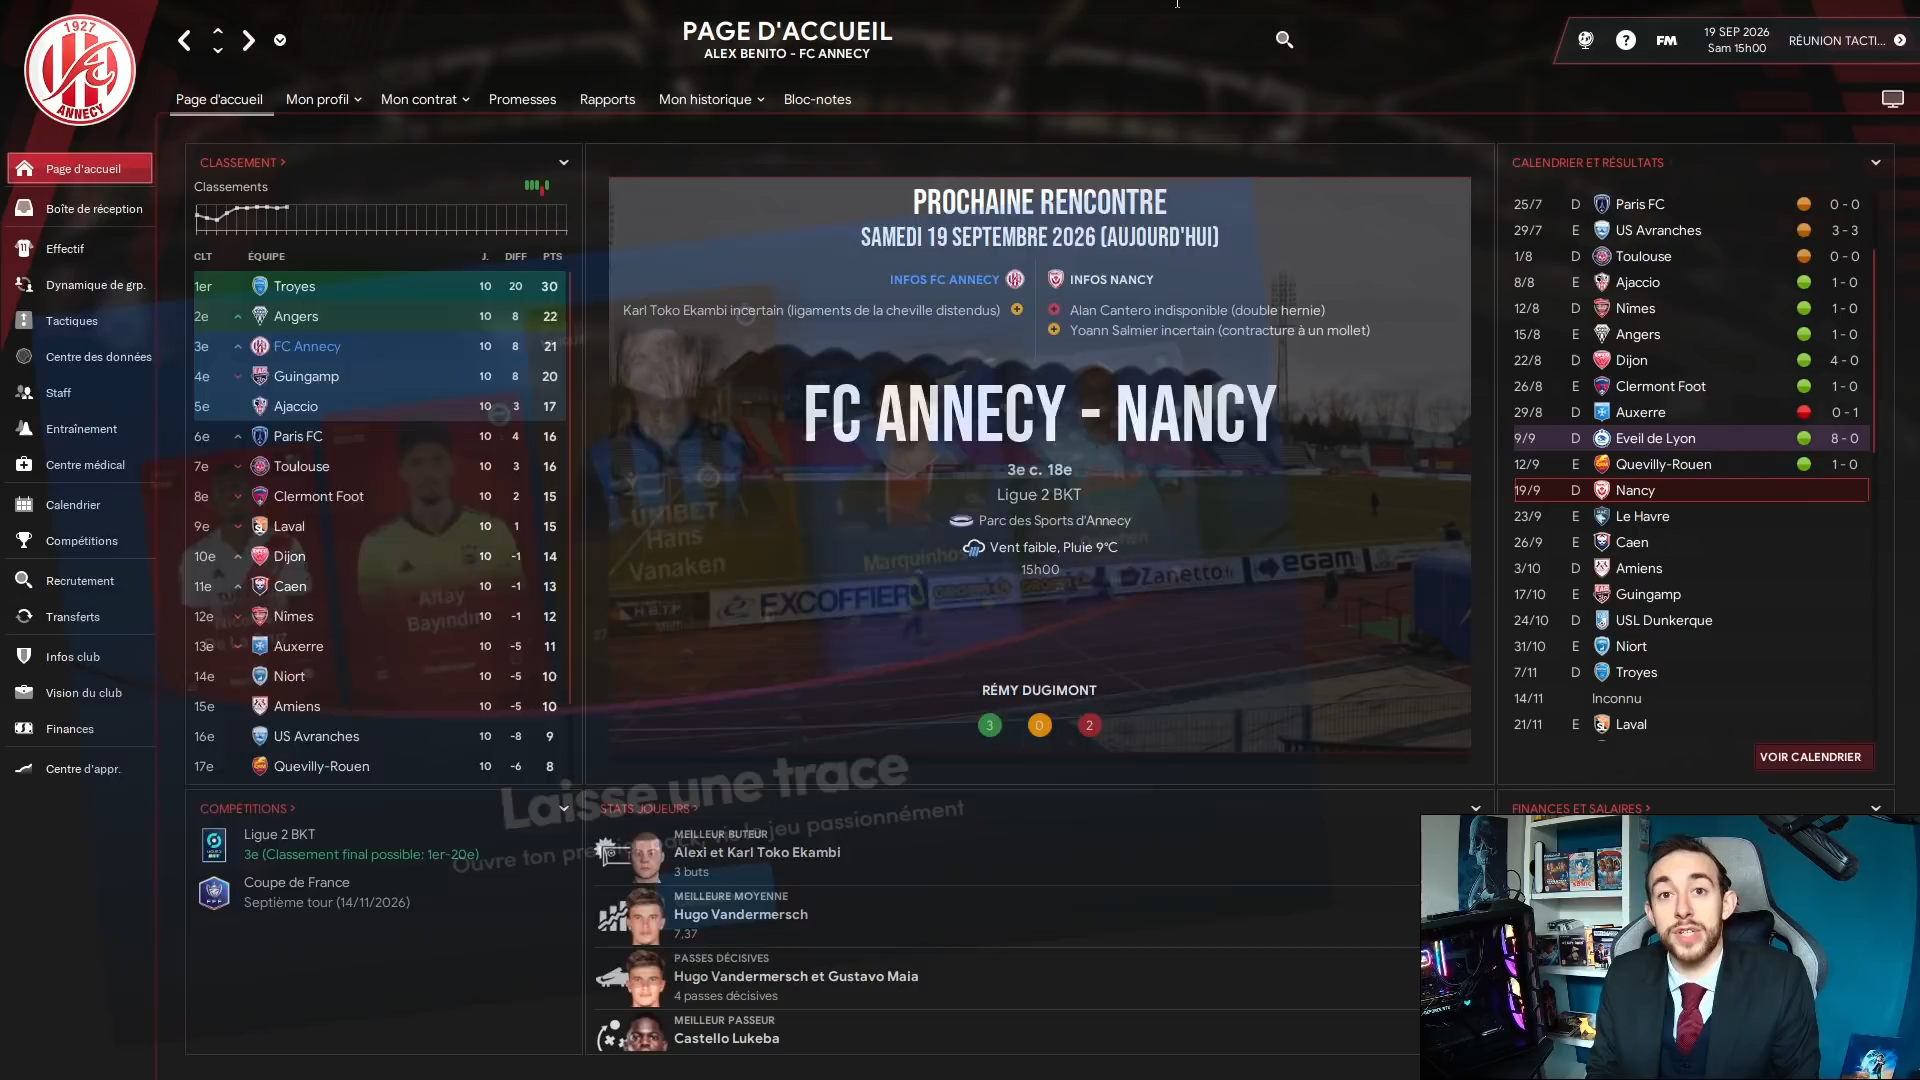 1927
ANNECY
PAGE D'ACCUEIL
ALEX BENITO - FC ANNECY
?
FM
19 SEP 2026
Sam 15h00
RÉUNION TACTI...
Page d'accueil
Mon profil
Mon contrat
Promesses
Rapports
Mon historique
Bloc-notes
Page d'accueil
Boîte de réception
Effectif
Dynamique de grp.
Tactiques
Centre des données
Staff
Entraînement
Centre médical
Calendrier
Compétitions
Recrutement
Transferts
Infos club
Vision du club
Finances
Centre d'appr.
CLASSEMENT >
Classements
CLT ÉQUIPE J. DIFF PTS
1er Troyes 10 20 30
2e Angers 10 8 22
3e FC Annecy 10 8 21
4e Guingamp 10 8 20
5e Ajaccio 10 3 17
6e Paris FC 10 4 16
7e Toulouse 10 3 16
8e Clermont Foot 10 2 15
9e Laval 10 1 15
10e Dijon 10 -1 14
11e Caen 10 -1 13
12e Nîmes 10 -1 12
13e Auxerre 10 -5 11
14e Niort 10 -5 10
15e Amiens 10 -5 10
16e US Avranches 10 -8 9
17e Quevilly-Rouen 10 -6 8
Altay
Bayındır
PROCHAINE RENCONTRE
SAMEDI 19 SEPTEMBRE 2026 (AUJOURD'HUI)
INFOS FC ANNECY
INFOS NANCY
Karl Toko Ekambi incertain (ligaments de la cheville distendus)
Alan Cantero indisponible (double hernie)
Yoann Salmier incertain (contracture à un mollet)
FC ANNECY - NANCY
3e c. 18e
Ligue 2 BKT
Parc des Sports d'Annecy
Vent faible, Pluie 9°C
15h00
UNIBET
Hans
Vanaken
Marquinhos
EXCOFFIER
Zanetto
egam
RÉMY DUGIMONT
3 0 2
CALENDRIER ET RÉSULTATS
25/7 D Paris FC 0 - 0
29/7 E US Avranches 3 - 3
1/8 D Toulouse 0 - 0
8/8 E Ajaccio 1 - 0
12/8 D Nîmes 1 - 0
15/8 E Angers 1 - 0
22/8 D Dijon 4 - 0
26/8 E Clermont Foot 1 - 0
29/8 D Auxerre 0 - 1
9/9 D Eveil de Lyon 8 - 0
12/9 E Quevilly-Rouen 1 - 0
19/9 D Nancy
23/9 E Le Havre
26/9 E Caen
3/10 D Amiens
17/10 E Guingamp
24/10 D USL Dunkerque
31/10 E Niort
7/11 D Troyes
14/11 Inconnu
21/11 E Laval
VOIR CALENDRIER
Laisse une trace
COMPÉTITIONS >
Ligue 2 BKT
3e (Classement final possible: 1er-20e)
Coupe de France
Septième tour (14/11/2026)
STATS JOUEURS >
MEILLEUR BUTEUR
Alexi et Karl Toko Ekambi
3 buts
MEILLEURE MOYENNE
Hugo Vandermersch
7,37
PASSES DÉCISIVES
Hugo Vandermersch et Gustavo Maia
4 passes décisives
MEILLEUR PASSEUR
Castello Lukeba
FINANCES ET SALAIRES >
SONIC